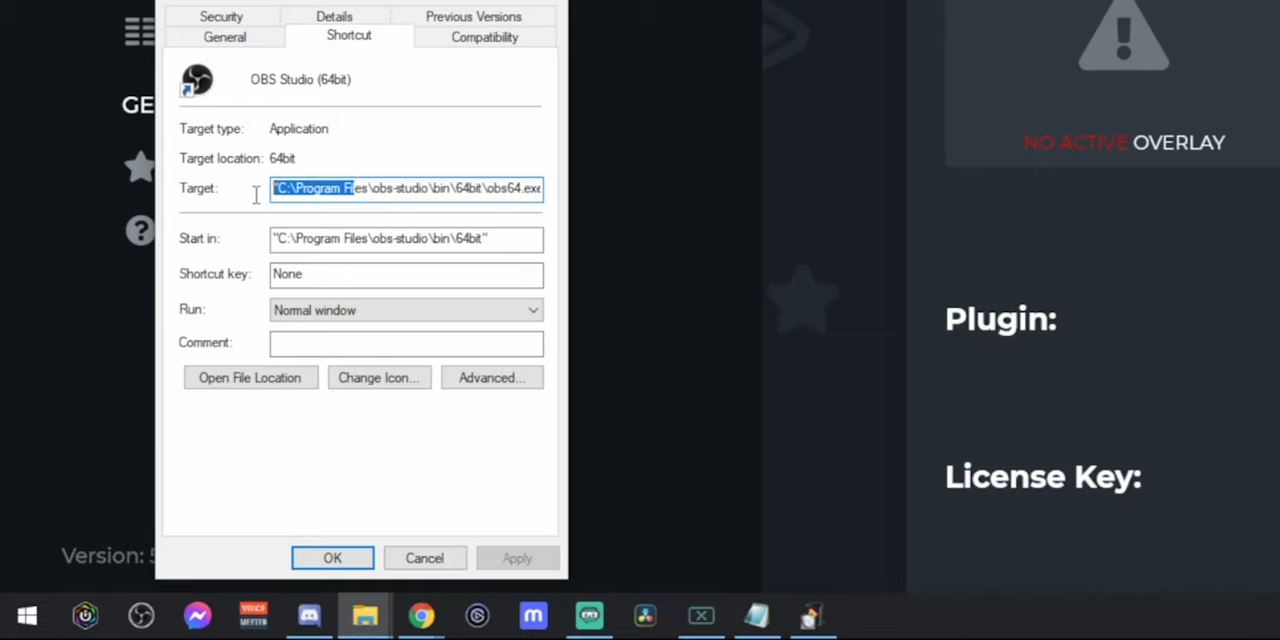 Security Details Previous Versions
General Shortcut Compatibility
OBS Studio (64bit)
Target type: Application
Target location: 64bit
Target: "C:\Program Files\obs-studio\bin\64bit\obs64.exe
Start in: "C:\Program Files\obs-studio\bin\64bit"
Shortcut key: None
Run: Normal window
Comment:
Open File Location Change Icon... Advanced...
OK Cancel Apply
GE
Version: 5
NO ACTIVE OVERLAY
Plugin:
License Key:
VOICE
MEETER